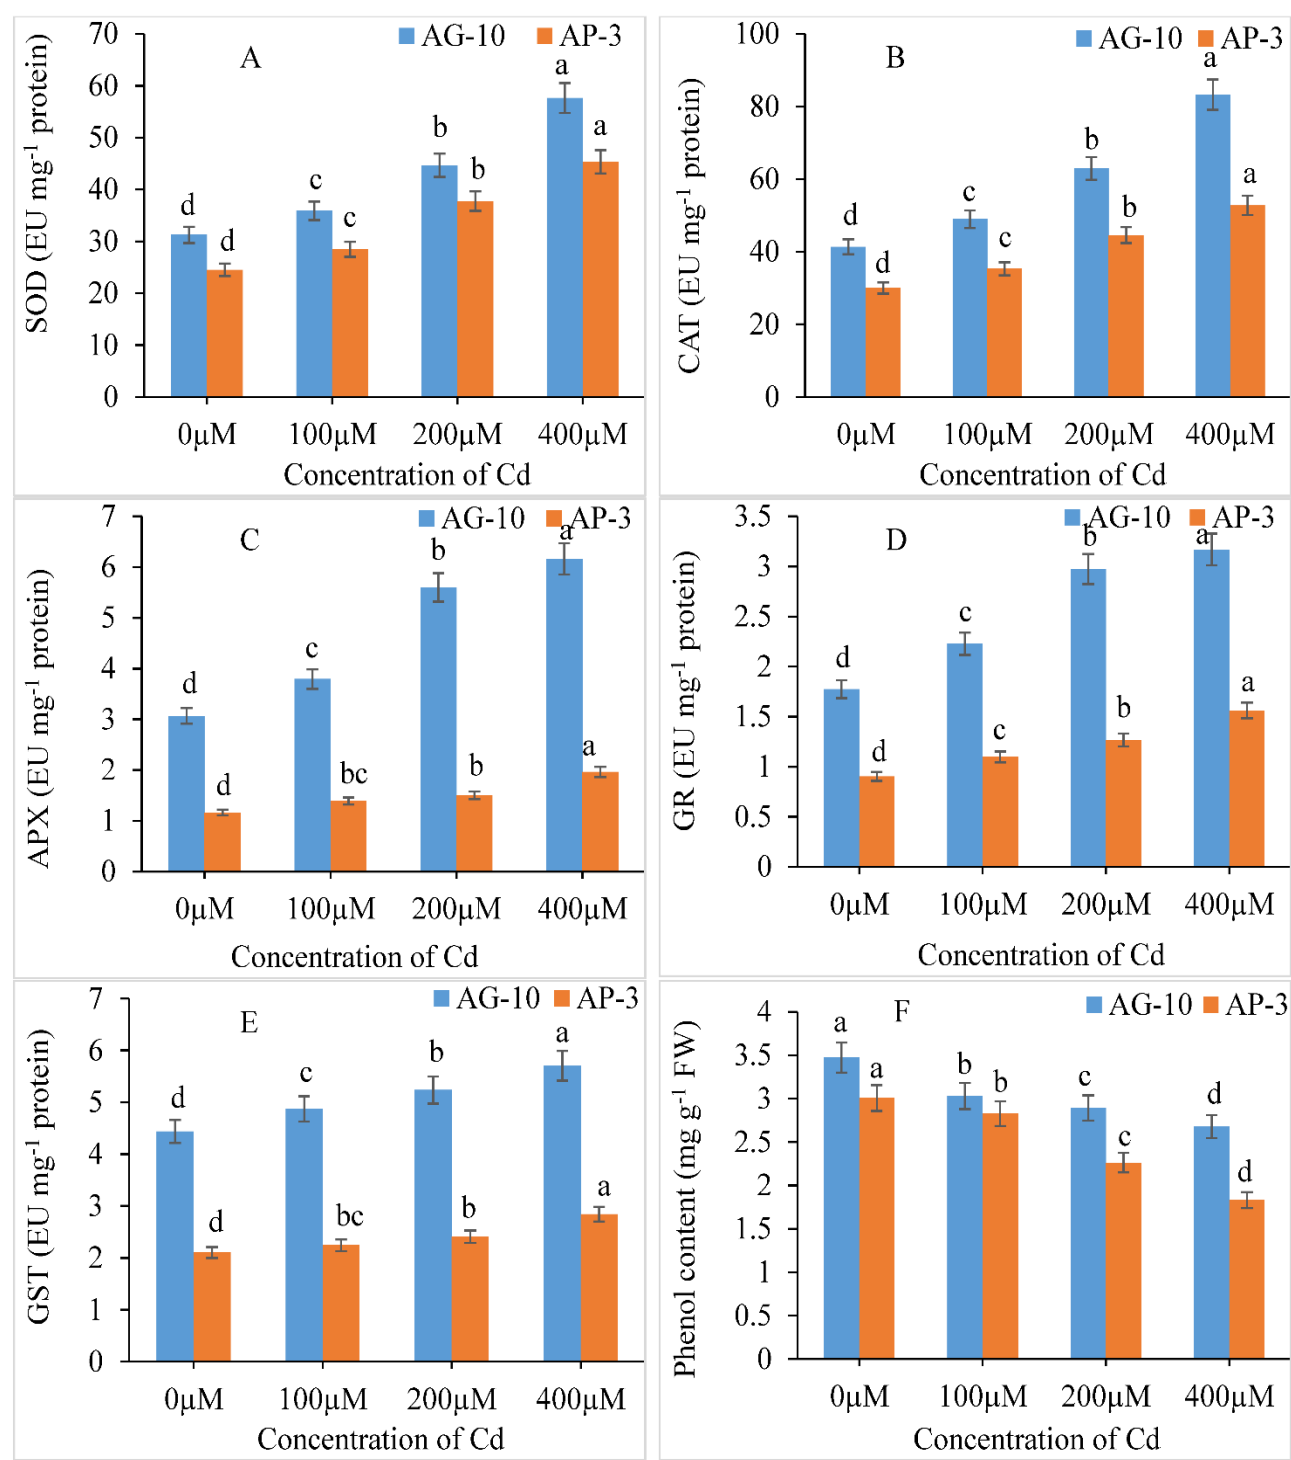 70 AG-10 AP-3
A
60 a
50 b a
40 c b
30 d d c
20
10
0
SOD (EU mg-1 protein)
0µM 100µM 200µM 400µM
Concentration of Cd
100 AG-10 AP-3
B a
80
60 b a
40 d d c c b
20
0
CAT (EU mg-1 protein)
0µM 100µM 200µM 400µM
Concentration of Cd
7 AG-10 AP-3
C b a
6
5
4 d c
3
2 d bc b a
1
0
APX (EU mg-1 protein)
0µM 100µM 200µM 400µM
Concentration of Cd
3.5 AG-10 AP-3
D b a
3
2.5 c
2 d
1.5 b a
1 d c
0.5
0
GR (EU mg-1 protein)
0µM 100µM 200µM 400µM
Concentration of Cd
7 AG-10 AP-3
E
6 b a
5 d c
4
3 d bc b a
2
1
0
GST (EU mg-1 protein)
0µM 100µM 200µM 400µM
Concentration of Cd
4 AG-10 AP-3
F
3.5 a a
3 b b c d
2.5 c
2 d
1.5
1
0.5
0
Phenol content (mg g-1 FW)
0µM 100µM 200µM 400µM
Concentration of Cd